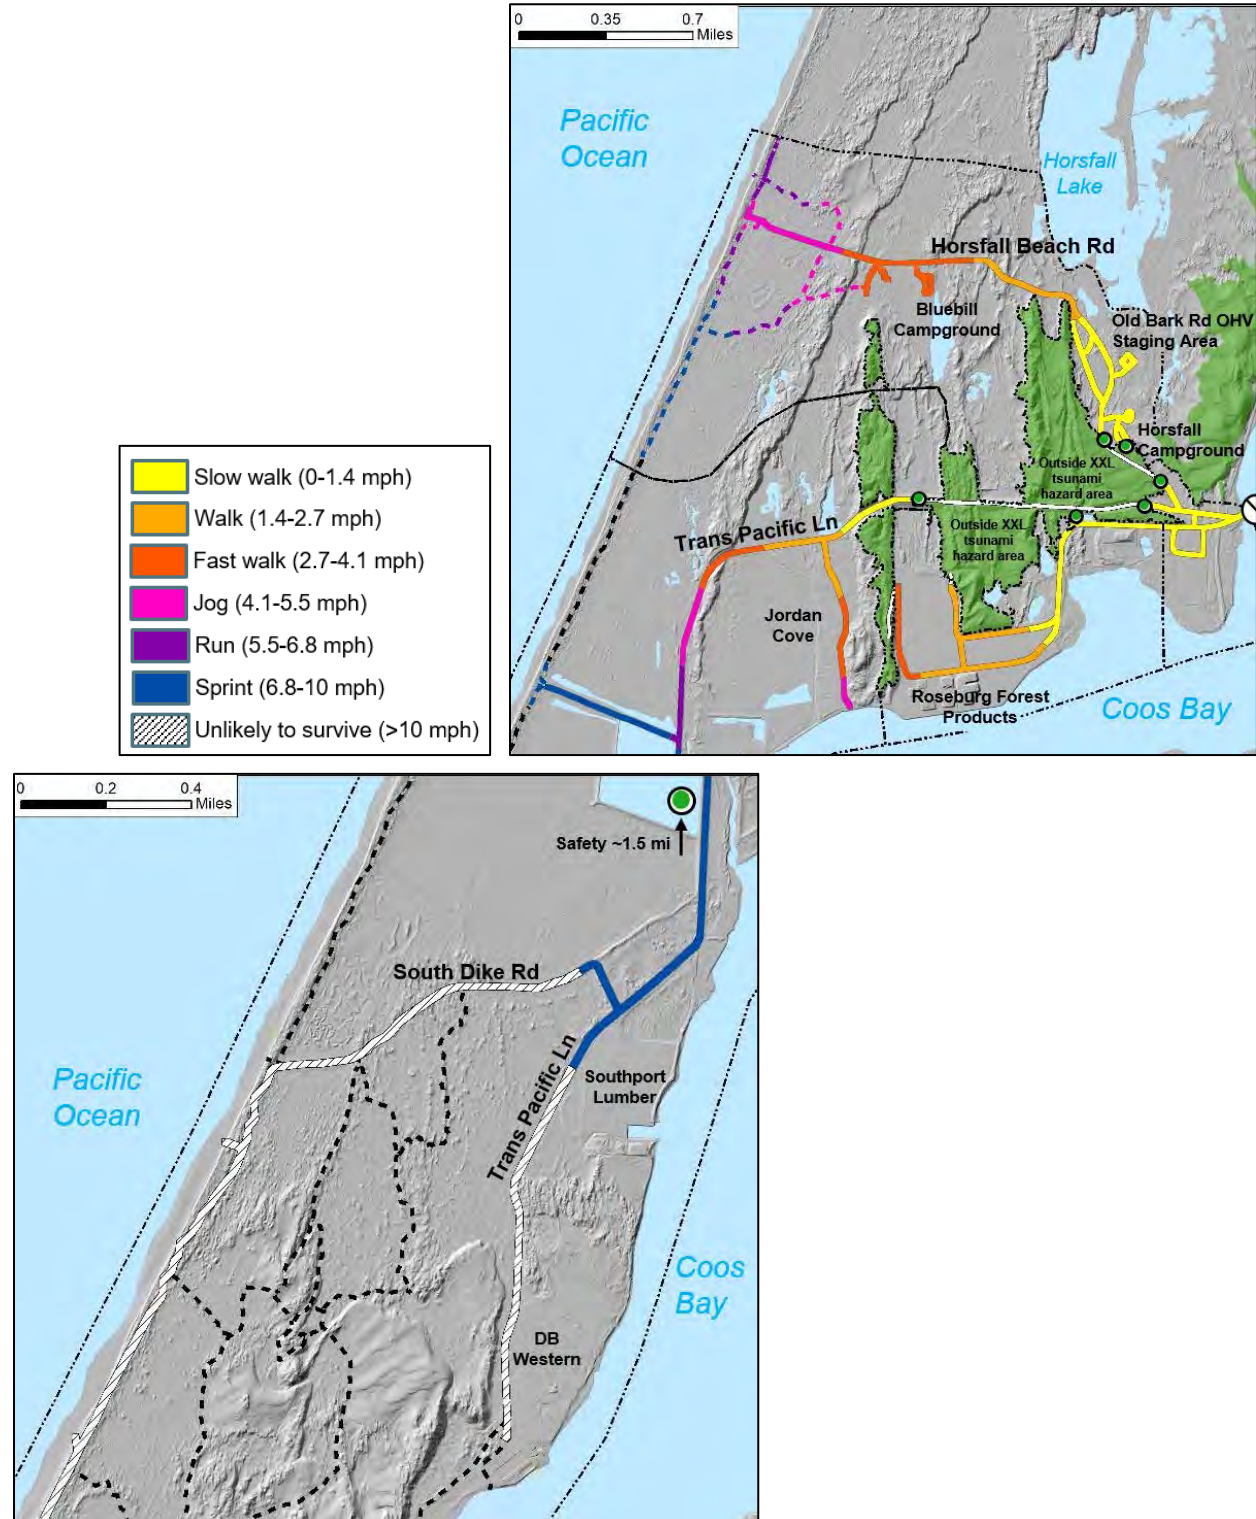 0 0.35 0.7
Miles
Pacific
Ocean
Horsfall
Lake
Horsfall Beach Rd
Bluebill
Campground
Old Bark Rd OHV
Staging Area
Horsfall
Campground
Outside XXL
tsunami
hazard area
Trans Pacific Ln
Outside XXL
tsunami
hazard area
Jordan
Cove
Roseburg Forest
Products
Coos Bay
Slow walk (0-1.4 mph)
Walk (1.4-2.7 mph)
Fast walk (2.7-4.1 mph)
Jog (4.1-5.5 mph)
Run (5.5-6.8 mph)
Sprint (6.8-10 mph)
Unlikely to survive (>10 mph)
0 0.2 0.4
Miles
Safety ~1.5 mi
South Dike Rd
Pacific
Ocean
Trans Pacific Ln
Southport
Lumber
Coos
Bay
DB
Western